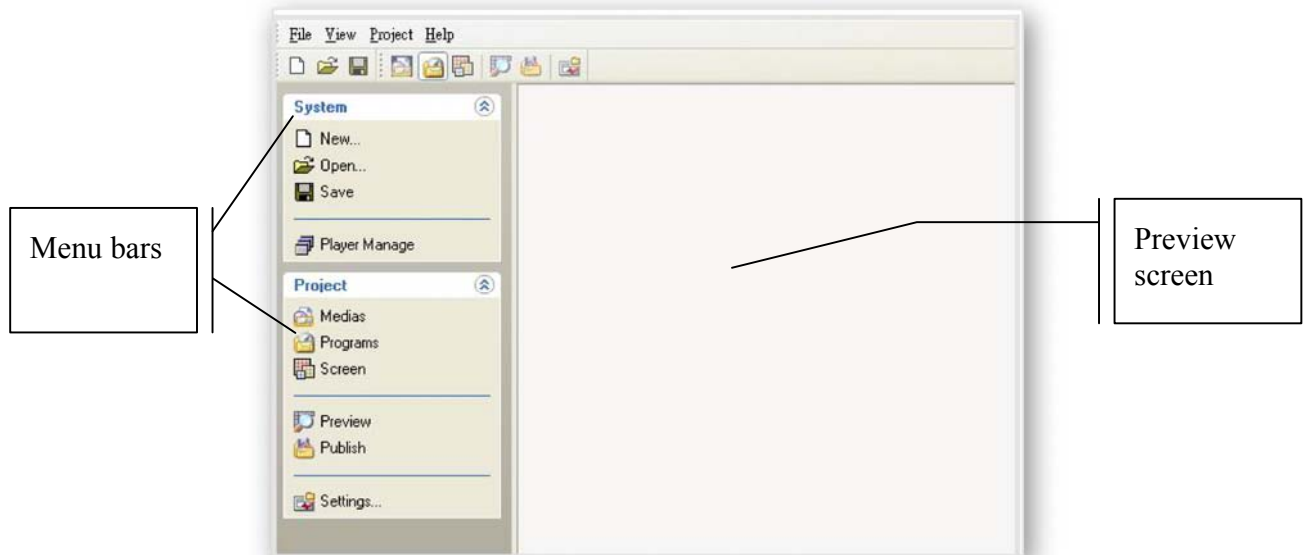 File View Project Help
System
New...
Open...
Save
Player Manage
Project
Medias
Programs
Screen
Preview
Publish
Settings...
Menu bars
Preview
screen